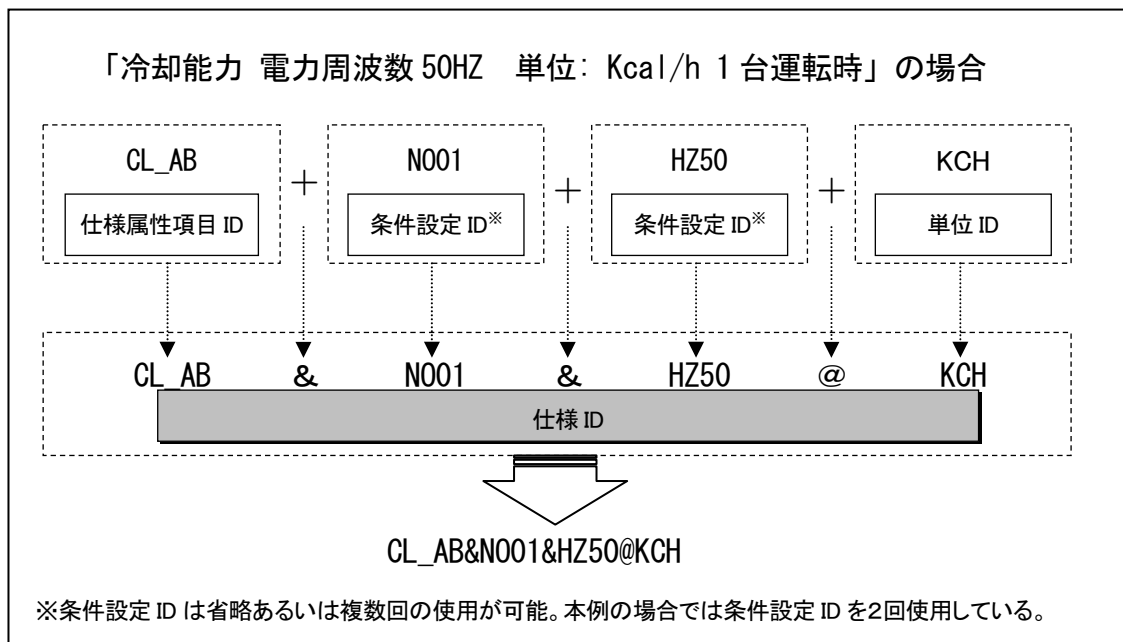 「冷却能力 電力周波数 50HZ 単位: Kcal/h 1 台運転時」の場合
CL_AB + NO01 + HZ50 + KCH
仕様属性項目 ID 条件設定 ID※ 条件設定 ID※ 単位 ID
CL_AB & NO01 & HZ50 @ KCH
仕様 ID
CL_AB&NO01&HZ50@KCH
※条件設定 ID は省略あるいは複数回の使用が可能。本例の場合では条件設定 ID を2回使用している。